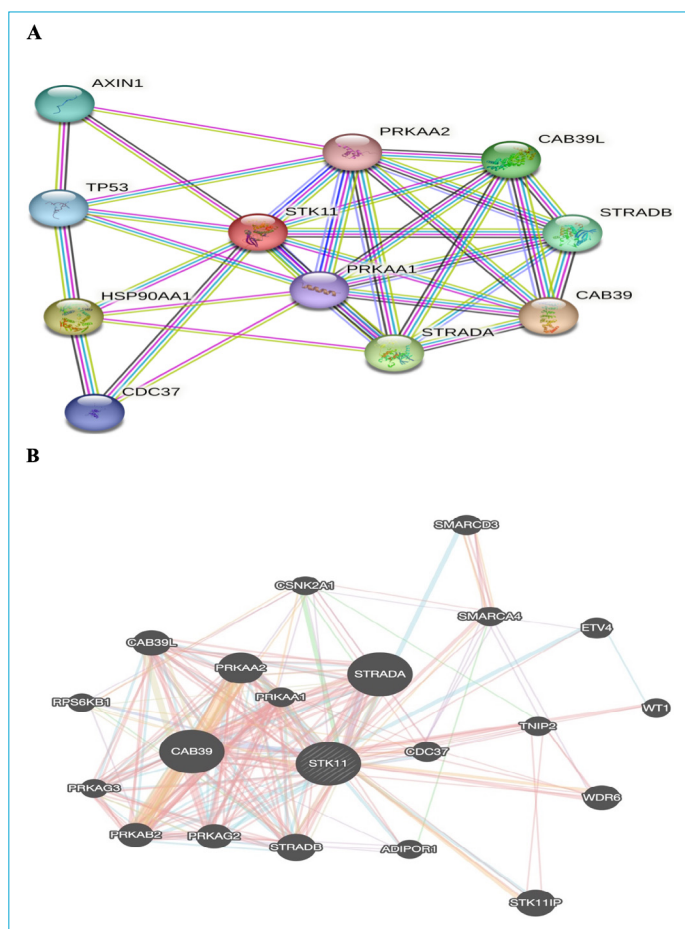 A
AXIN1
PRKAA2
CAB39L
TP53
STK11
STRADB
PRKAA1
HSP90AA1
CAB39
STRADA
CDC37
B
SMARCD3
CSNK2A1
SMARCA4
ETV4
CAB39L
PRKAA2
STRADA
PRKAA1
RPS6KB1
WT1
TNIP2
CAB39
CDC37
STK11
PRKAG3
WDR6
PRKAB2
PRKAG2
STRADB
ADIPOR1
STK11IP